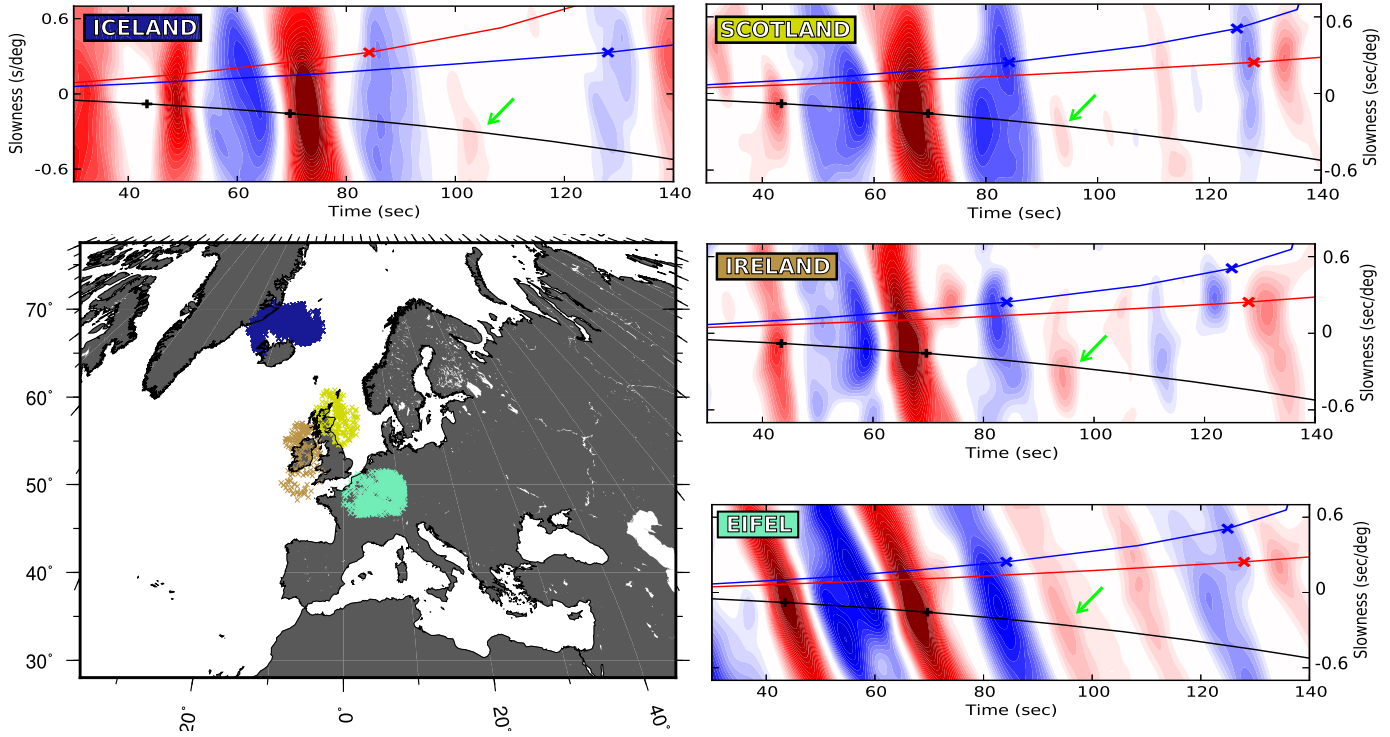 ICELAND
Slowness (s/deg)
0.6
0
-0.6
40 60 80 100 120 140
Time (sec)
SCOTLAND
0.6
0
-0.6
Slowness (sec/deg)
40 60 80 100 120 140
Time (sec)
70°
60°
50°
40°
30°
20° 0° 20° 40°
IRELAND
0.6
0
-0.6
Slowness (sec/deg)
40 60 80 100 120 140
Time (sec)
EIFEL
0.6
0
-0.6
Slowness (sec/deg)
40 60 80 100 120 140
Time (sec)